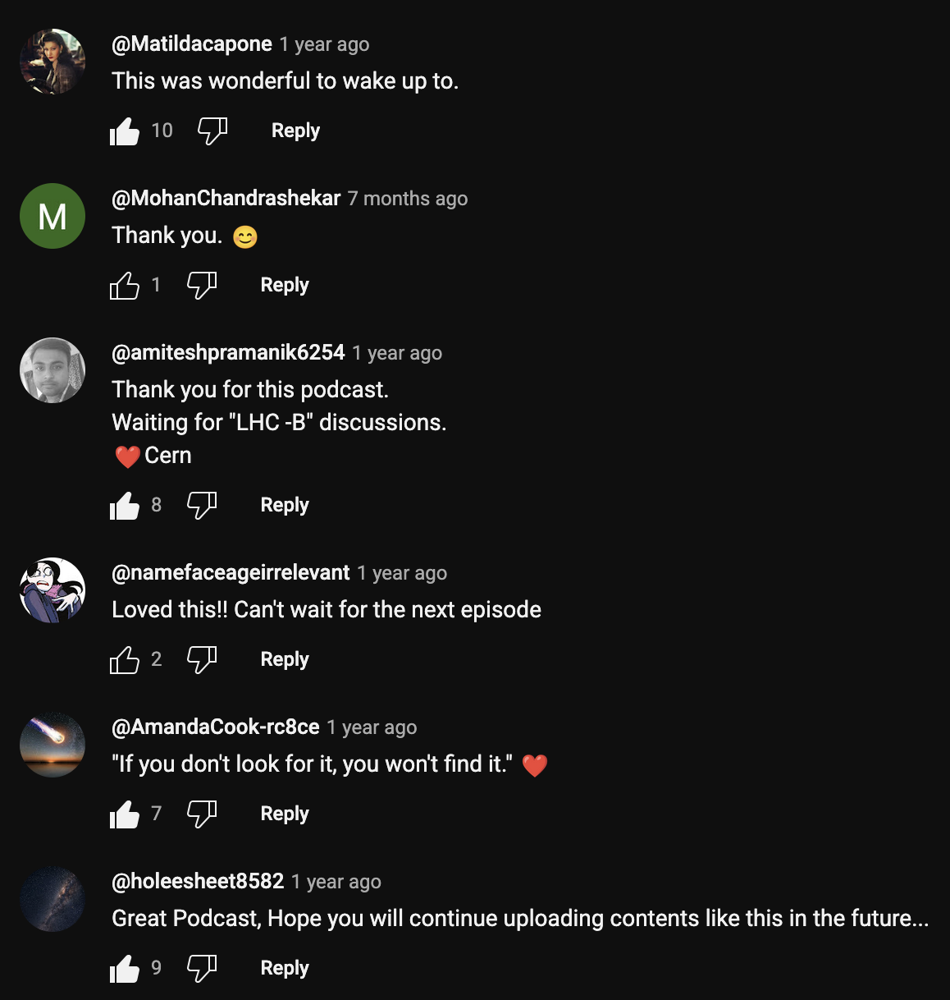 @Matildacapone 1 year ago
This was wonderful to wake up to.
10 Reply
M
@MohanChandrashekar 7 months ago
Thank you. 😊
1 Reply
@amiteshpramanik6254 1 year ago
Thank you for this podcast.
Waiting for "LHC -B" discussions.
❤️Cern
8 Reply
@namefaceageirrelevant 1 year ago
Loved this!! Can't wait for the next episode
2 Reply
@AmandaCook-rc8ce 1 year ago
"If you don't look for it, you won't find it." ❤️
7 Reply
@holeesheet8582 1 year ago
Great Podcast, Hope you will continue uploading contents like this in the future...
9 Reply